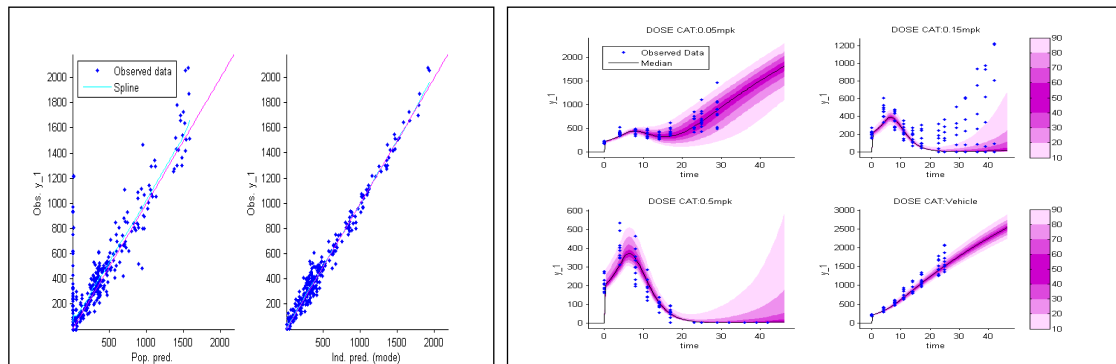 Observed data
Spline
Obs. y_1
2000
1800
1600
1400
1200
1000
800
600
400
200
0 500 1000 1500 2000
Pop. pred.
Obs. y_1
2000
1800
1600
1400
1200
1000
800
600
400
200
500 1000 1500 2000
Ind. pred. (mode)
DOSE CAT:0.05mpk
Observed Data
Median
y_1
2000
1500
1000
500
0
0 10 20 30 40
time
DOSE CAT:0.15mpk
y_1
1200
1000
800
600
400
200
0
0 10 20 30 40
time
90
80
70
60
50
40
30
20
10
DOSE CAT:0.5mpk
y_1
600
500
400
300
200
100
0
0 10 20 30 40
time
DOSE CAT:Vehicle
y_1
3000
2500
2000
1500
1000
500
0
0 10 20 30 40
time
90
80
70
60
50
40
30
20
10